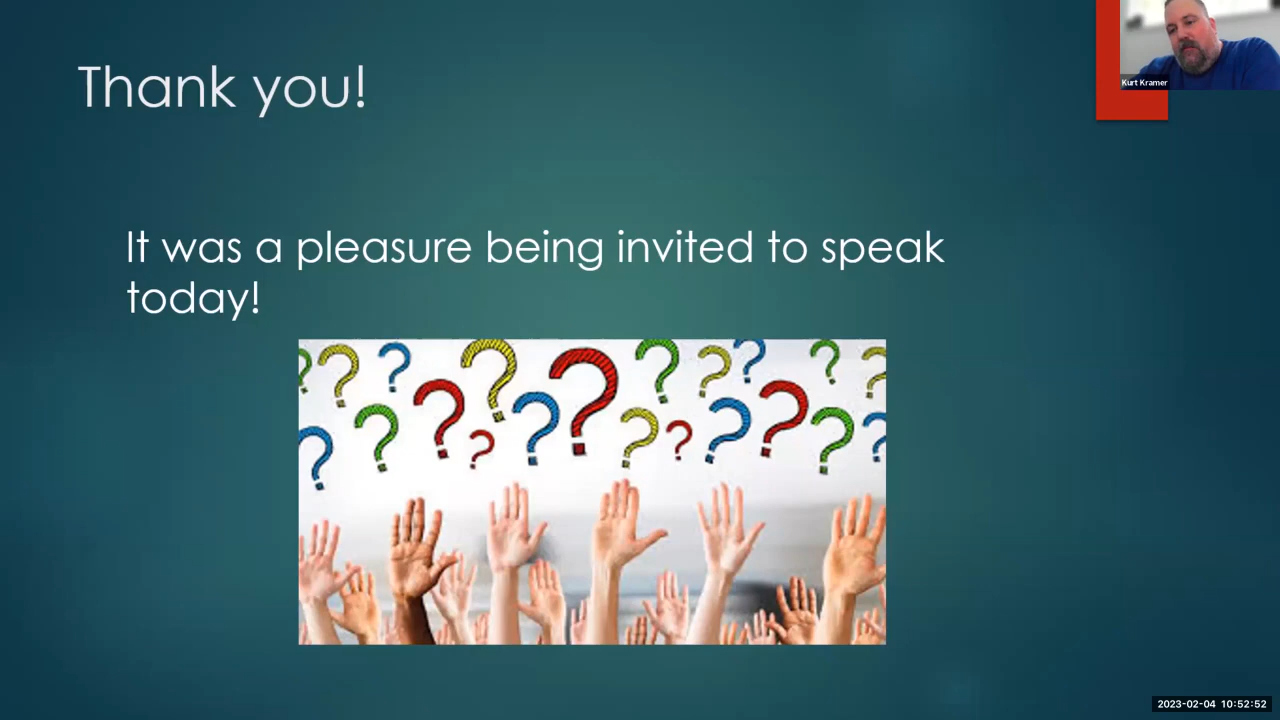 Thank you!
Kurt Kramer
It was a pleasure being invited to speak
today!
? ? ? ? ? ? ? ? ? ? ?
? ? ? ? ? ? ? ? ? ?
2023-02-04 10:52:52